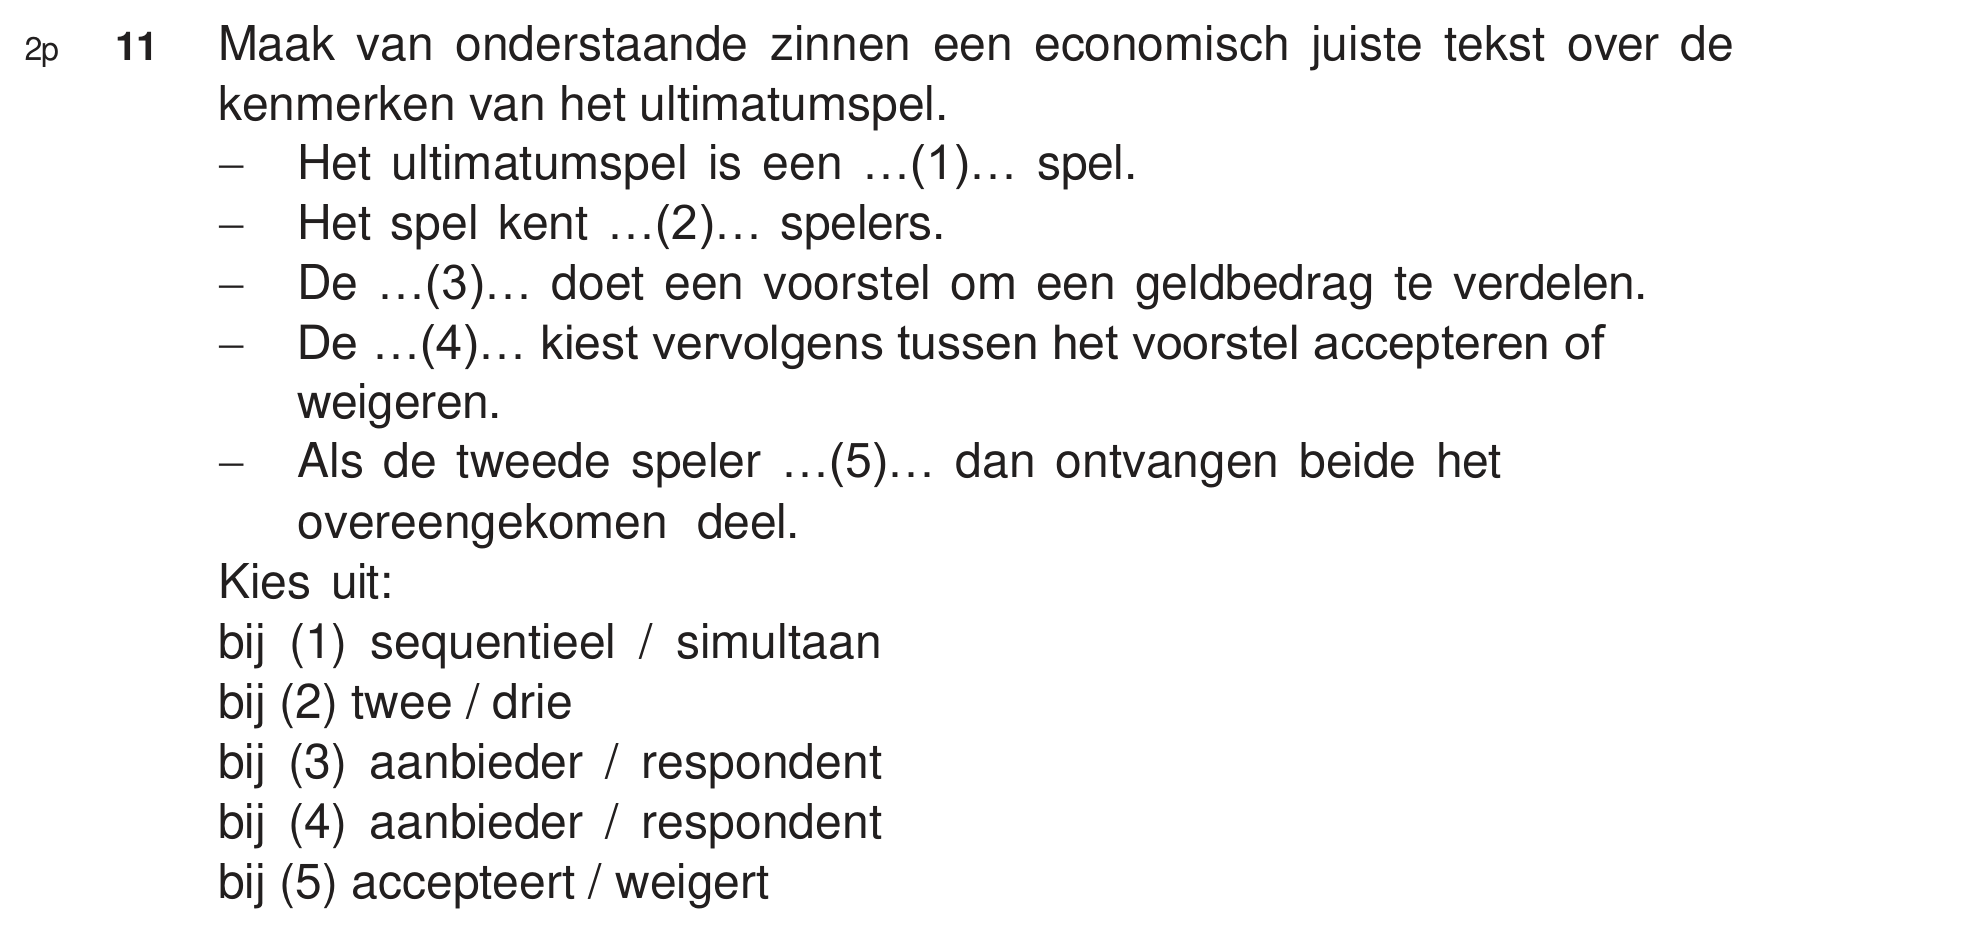 2p 11 Maak van onderstaande zinnen een economisch juiste tekst over de
kenmerken van het ultimatumspel.
– Het ultimatumspel is een …(1)… spel.
– Het spel kent …(2)… spelers.
– De …(3)… doet een voorstel om een geldbedrag te verdelen.
– De …(4)… kiest vervolgens tussen het voorstel accepteren of
weigeren.
– Als de tweede speler …(5)… dan ontvangen beide het
overeengekomen deel.
Kies uit:
bij (1) sequentieel / simultaan
bij (2) twee / drie
bij (3) aanbieder / respondent
bij (4) aanbieder / respondent
bij (5) accepteert / weigert